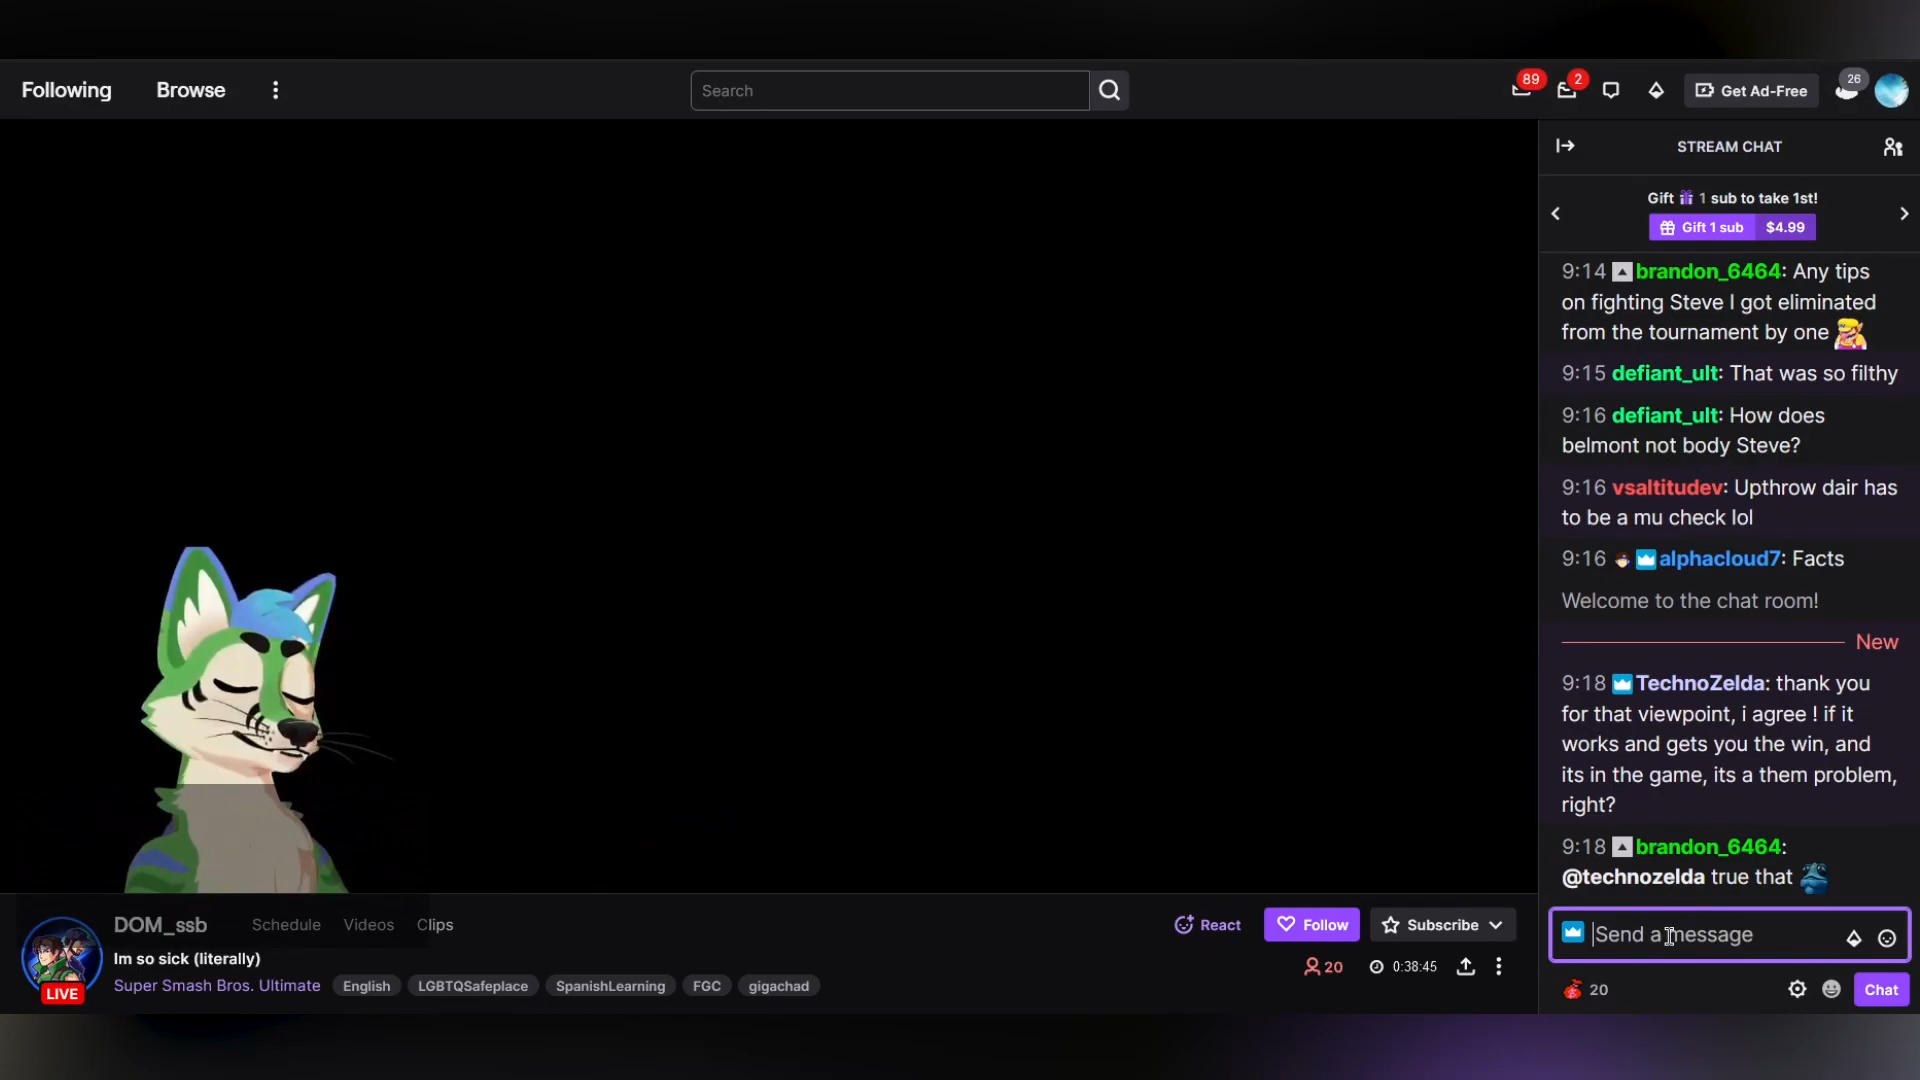 Following
Browse
Search
89
2
Get Ad-Free
26
STREAM CHAT
Gift 1 sub to take 1st!
Gift 1 sub $4.99
9:14 brandon_6464: Any tips
on fighting Steve I got eliminated
from the tournament by one
9:15 defiant_ult: That was so filthy
9:16 defiant_ult: How does
belmont not body Steve?
9:16 vsaltitudev: Upthrow dair has
to be a mu check lol
9:16 alphacloud7: Facts
Welcome to the chat room!
New
9:18 TechnoZelda: thank you
for that viewpoint, i agree ! if it
works and gets you the win, and
its in the game, its a them problem,
right?
9:18 brandon_6464:
@technozelda true that
Send a message
20
Chat
DOM_ssb
Schedule
Videos
Clips
React
Follow
Subscribe
Im so sick (literally)
20
0:38:45
LIVE
Super Smash Bros. Ultimate
English
LGBTQSafeplace
SpanishLearning
FGC
gigachad